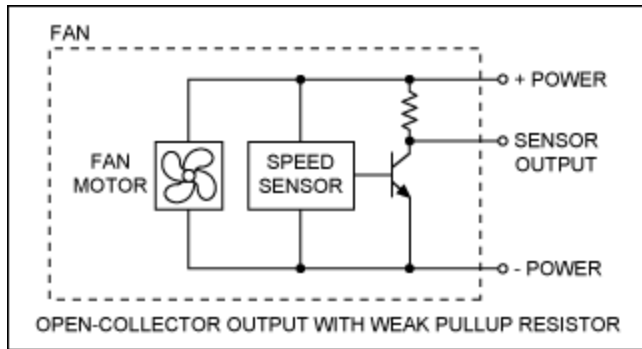 FAN
+ POWER
SENSOR
OUTPUT
FAN
MOTOR
SPEED
SENSOR
- POWER
OPEN-COLLECTOR OUTPUT WITH WEAK PULLUP RESISTOR